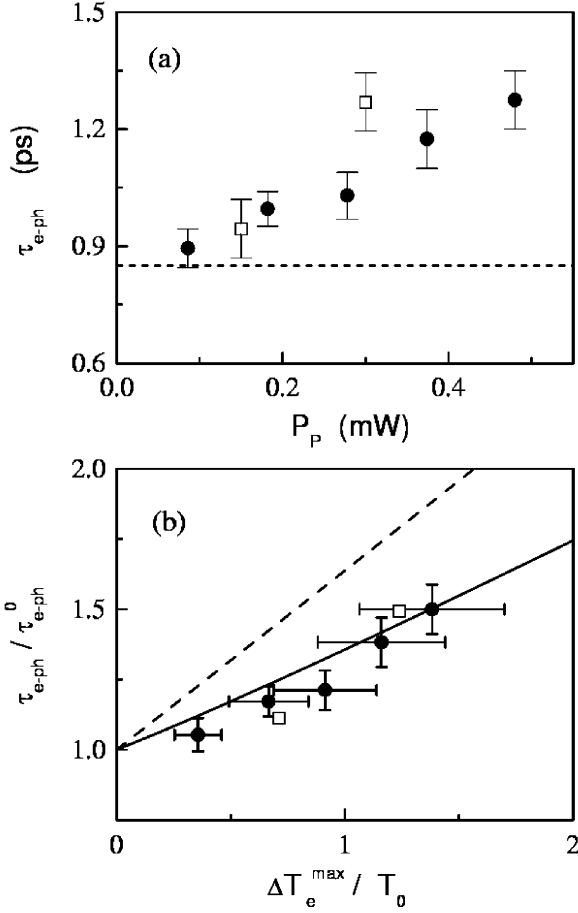 (a)
1.5
1.2
0.9
0.6
τe-ph (ps)
0.0 0.2 0.4
PP (mW)
(b)
2.0
1.5
1.0
τe-ph / τ0e-ph
0 1 2
ΔTemax / T0